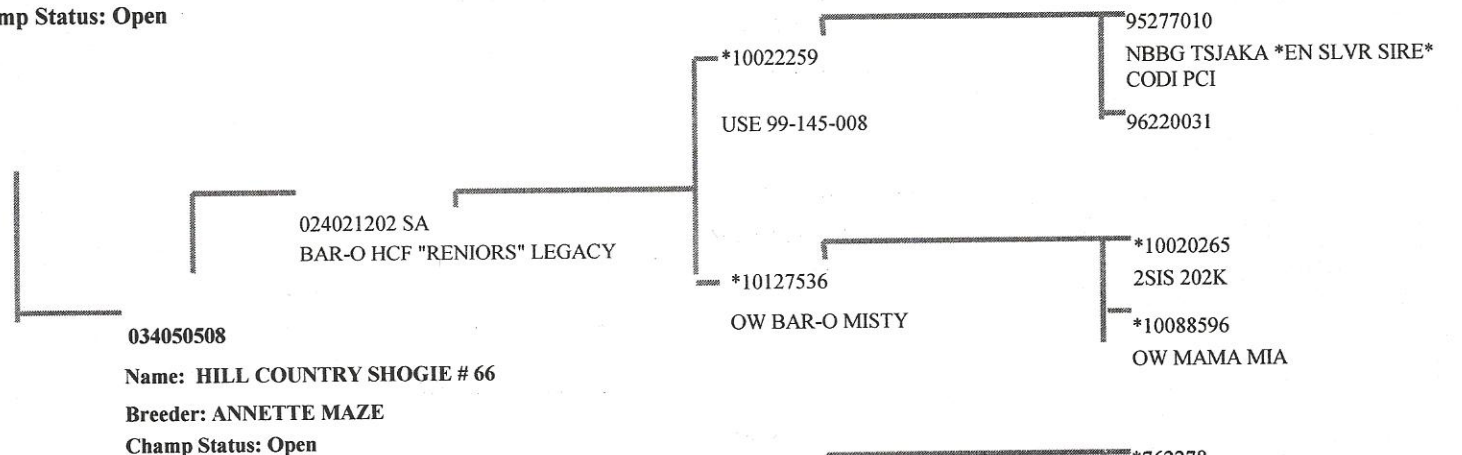 mp Status: Open
95277010
*10022259
NBBG TSJAKA *EN SLVR SIRE*
CODI PCI
USE 99-145-008
96220031
024021202 SA
BAR-O HCF "RENIORS" LEGACY
*10020265
*10127536
2SIS 202K
OW BAR-O MISTY
*10088596
034050508
OW MAMA MIA
Name: HILL COUNTRY SHOGIE # 66
Breeder: ANNETTE MAZE
Champ Status: Open
*762278